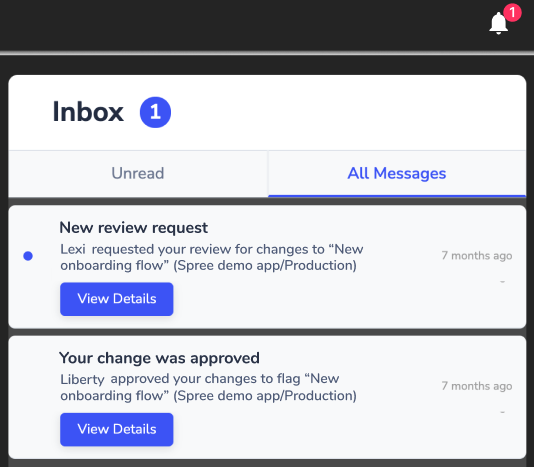 1
Inbox 1
Unread All Messages
New review request
Lexi requested your review for changes to “New
onboarding flow” (Spree demo app/Production)
7 months ago
-
View Details
Your change was approved
Liberty approved your changes to flag “New
onboarding flow” (Spree demo app/Production)
7 months ago
-
View Details